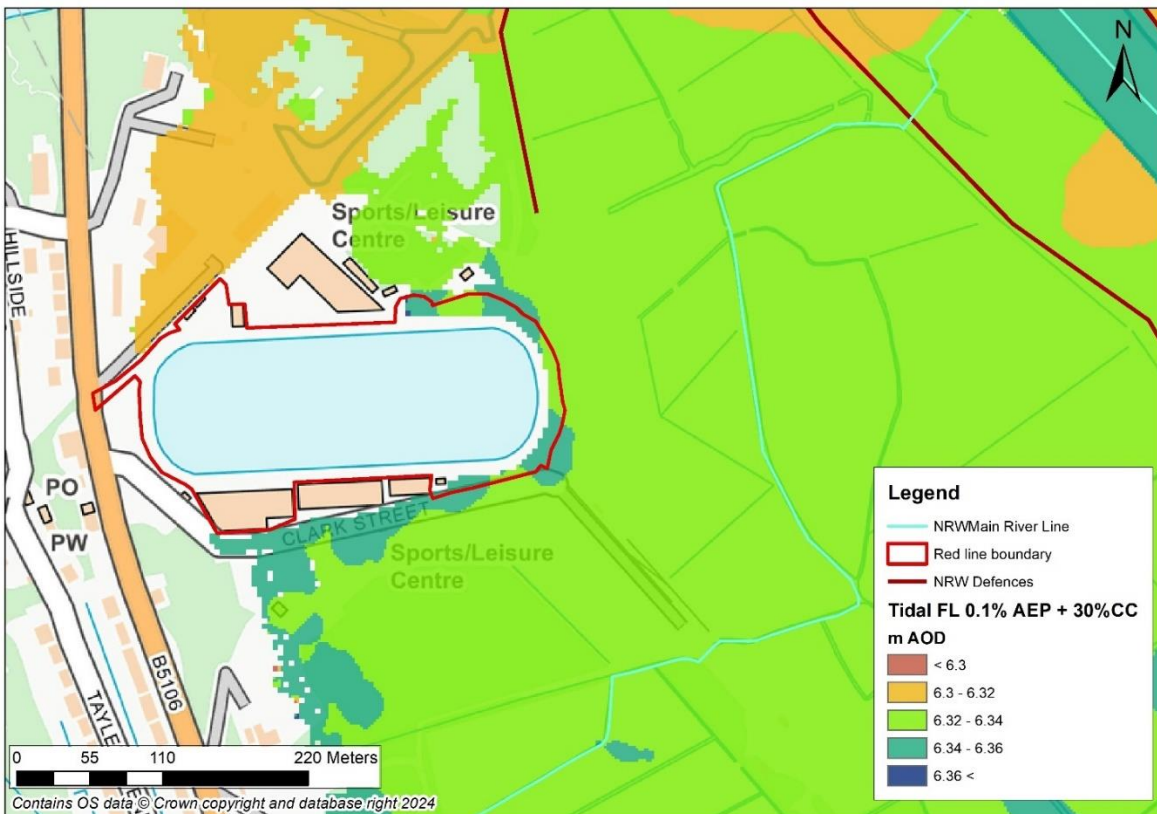 N
Sports/Leisure
Centre
HILLSIDE
PO
PW
CLARK STREET
Sports/Leisure
Centre
B5106
Legend
NRWMain River Line
Red line boundary
NRW Defences
Tidal FL 0.1% AEP + 30%CC
m AOD
< 6.3
6.3 - 6.32
6.32 - 6.34
6.34 - 6.36
6.36 <
0 55 110 220 Meters
Contains OS data © Crown copyright and database right 2024